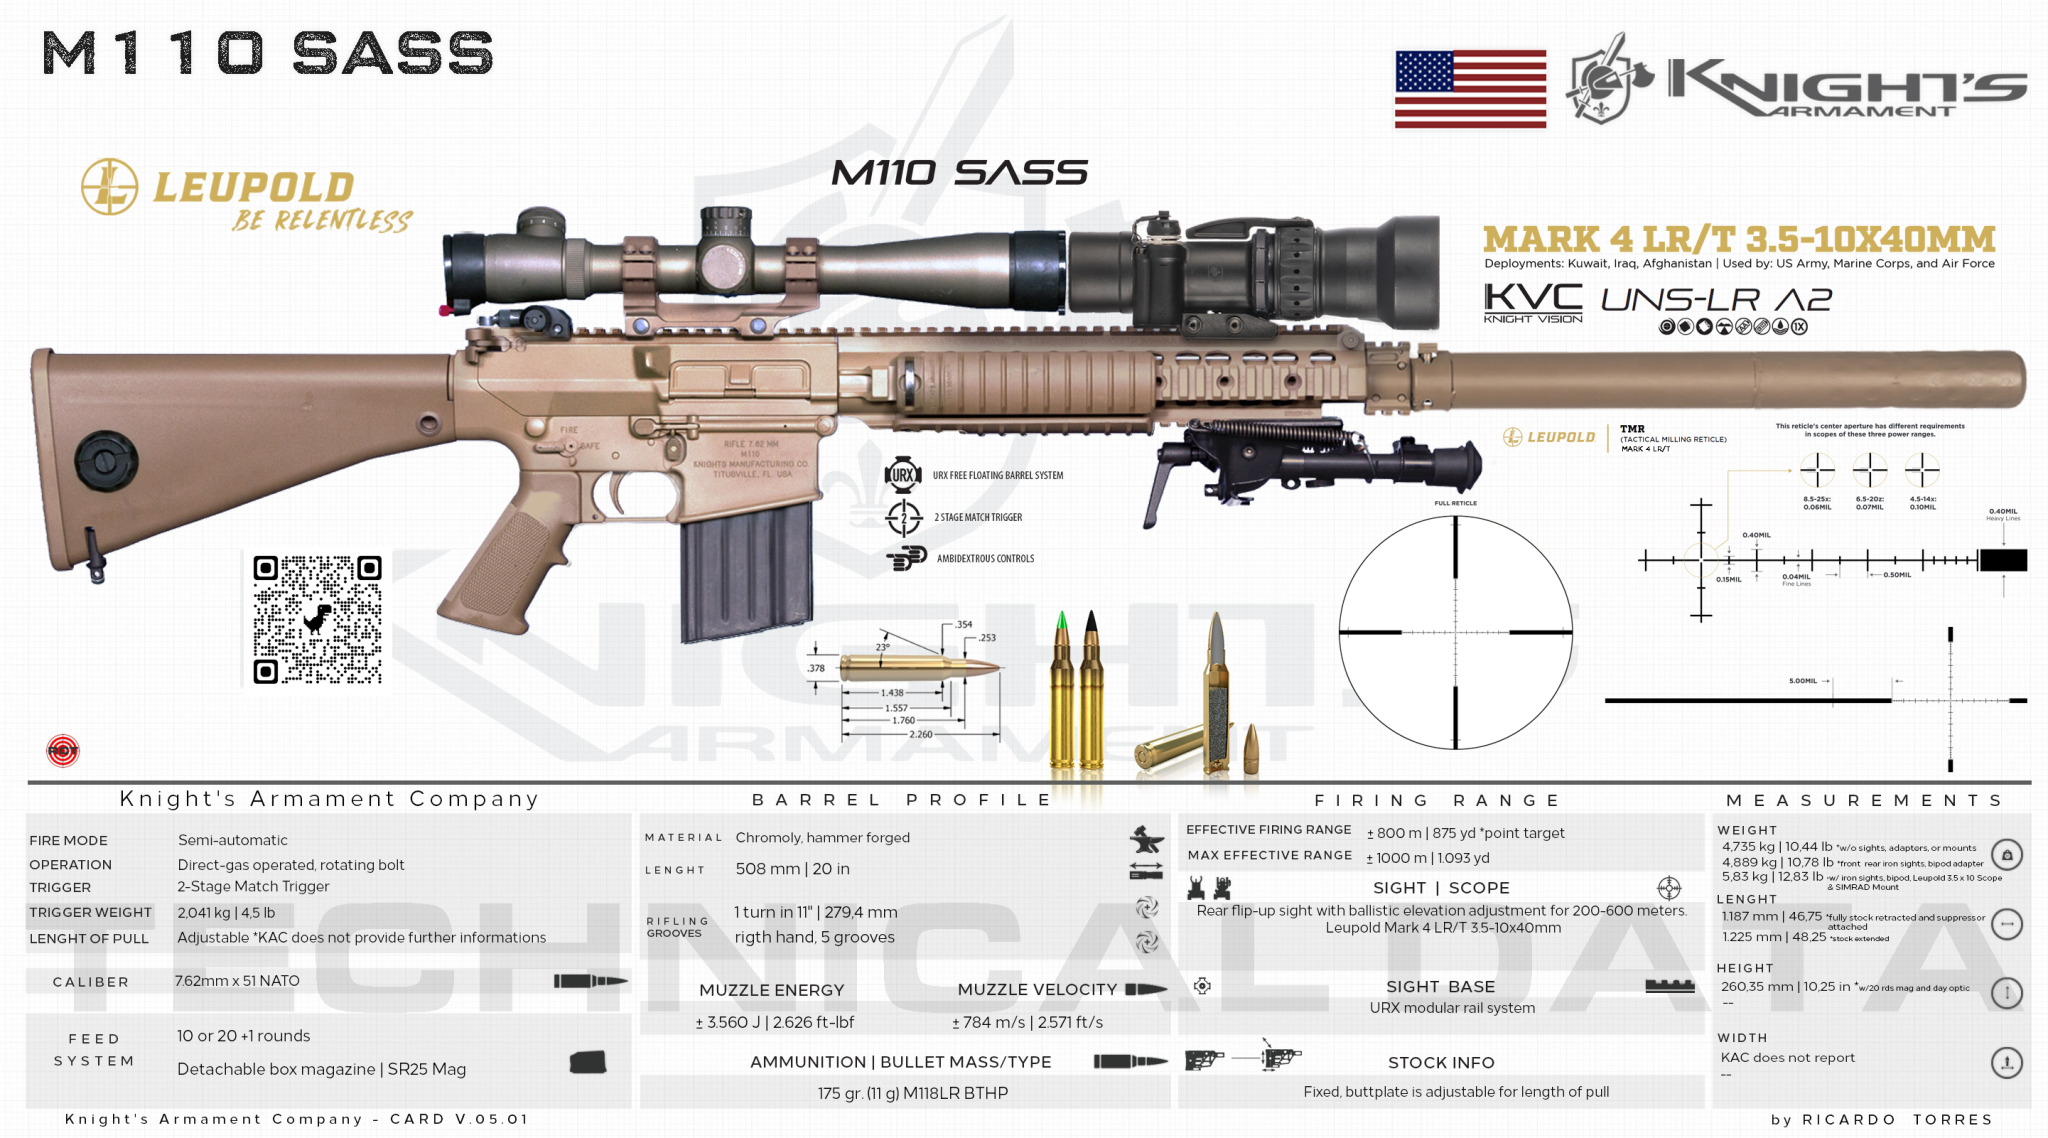 M110 SASS
KNIGHT'S
ARMAMENT
LEUPOLD
BE RELENTLESS
M110 SASS
MARK 4 LR/T 3.5-10X40MM
Deployments: Kuwait, Iraq, Afghanistan | Used by: US Army, Marine Corps, and Air Force
KVC
KNIGHT VISION
UNS-LR A2
1X
FIRE
SAFE
RIFLE 7.62 MM
M110
KNIGHTS MANUFACTURING CO.
TITUSVILLE, FL. USA
URX
URX FREE FLOATING BARREL SYSTEM
2
2 STAGE MATCH TRIGGER
AMBIDEXTROUS CONTROLS
LEUPOLD
TMR
(TACTICAL MILLING RETICLE)
MARK 4 LR/T
This reticle's center aperture has different requirements
in scopes of these three power ranges.
8.5-25x:
0.06MIL
6.5-20z:
0.07MIL
4.5-14x:
0.10MIL
FULL RETICLE
0.40MIL
Heavy Lines
0.40MIL
0.15MIL
0.04MIL
Fine Lines
0.50MIL
5.00MIL
.354
.253
23°
.378
1.438
1.557
1.760
2.260
KNIGHT'S
ARMAMENT
TECHNICAL DATA
Knight's Armament Company
FIRE MODE Semi-automatic
OPERATION Direct-gas operated, rotating bolt
TRIGGER 2-Stage Match Trigger
TRIGGER WEIGHT 2,041 kg | 4,5 lb
LENGHT OF PULL Adjustable *KAC does not provide further informations
CALIBER 7.62mm x 51 NATO
FEED
SYSTEM
10 or 20 +1 rounds
Detachable box magazine | SR25 Mag
BARREL PROFILE
MATERIAL Chromoly, hammer forged
LENGHT 508 mm | 20 in
RIFLING
GROOVES
1 turn in 11" | 279,4 mm
rigth hand, 5 grooves
MUZZLE ENERGY
± 3.560 J | 2.626 ft-lbf
MUZZLE VELOCITY
± 784 m/s | 2.571 ft/s
AMMUNITION | BULLET MASS/TYPE
175 gr. (11 g) M118LR BTHP
FIRING RANGE
EFFECTIVE FIRING RANGE ± 800 m | 875 yd *point target
MAX EFFECTIVE RANGE ± 1000 m | 1.093 yd
SIGHT | SCOPE
Rear flip-up sight with ballistic elevation adjustment for 200-600 meters.
Leupold Mark 4 LR/T 3.5-10x40mm
SIGHT BASE
URX modular rail system
STOCK INFO
Fixed, buttplate is adjustable for length of pull
MEASUREMENTS
WEIGHT
4,735 kg | 10,44 lb *w/o sights, adapters, or mounts
4,889 kg | 10,78 lb *front rear iron sights, bipod adapter
5,83 kg | 12,83 lb *w/ iron sights, bipod, Leupold 3.5 x 10 Scope
& SIMRAD Mount
LENGHT
1.187 mm | 46,75 *fully stock retracted and suppressor
attached
1.225 mm | 48,25 *stock extended
HEIGHT
260,35 mm | 10,25 in *w/20 rds mag and day optic
--
WIDTH
KAC does not report
--
Knight's Armament Company - CARD V.05.01
by RICARDO TORRES